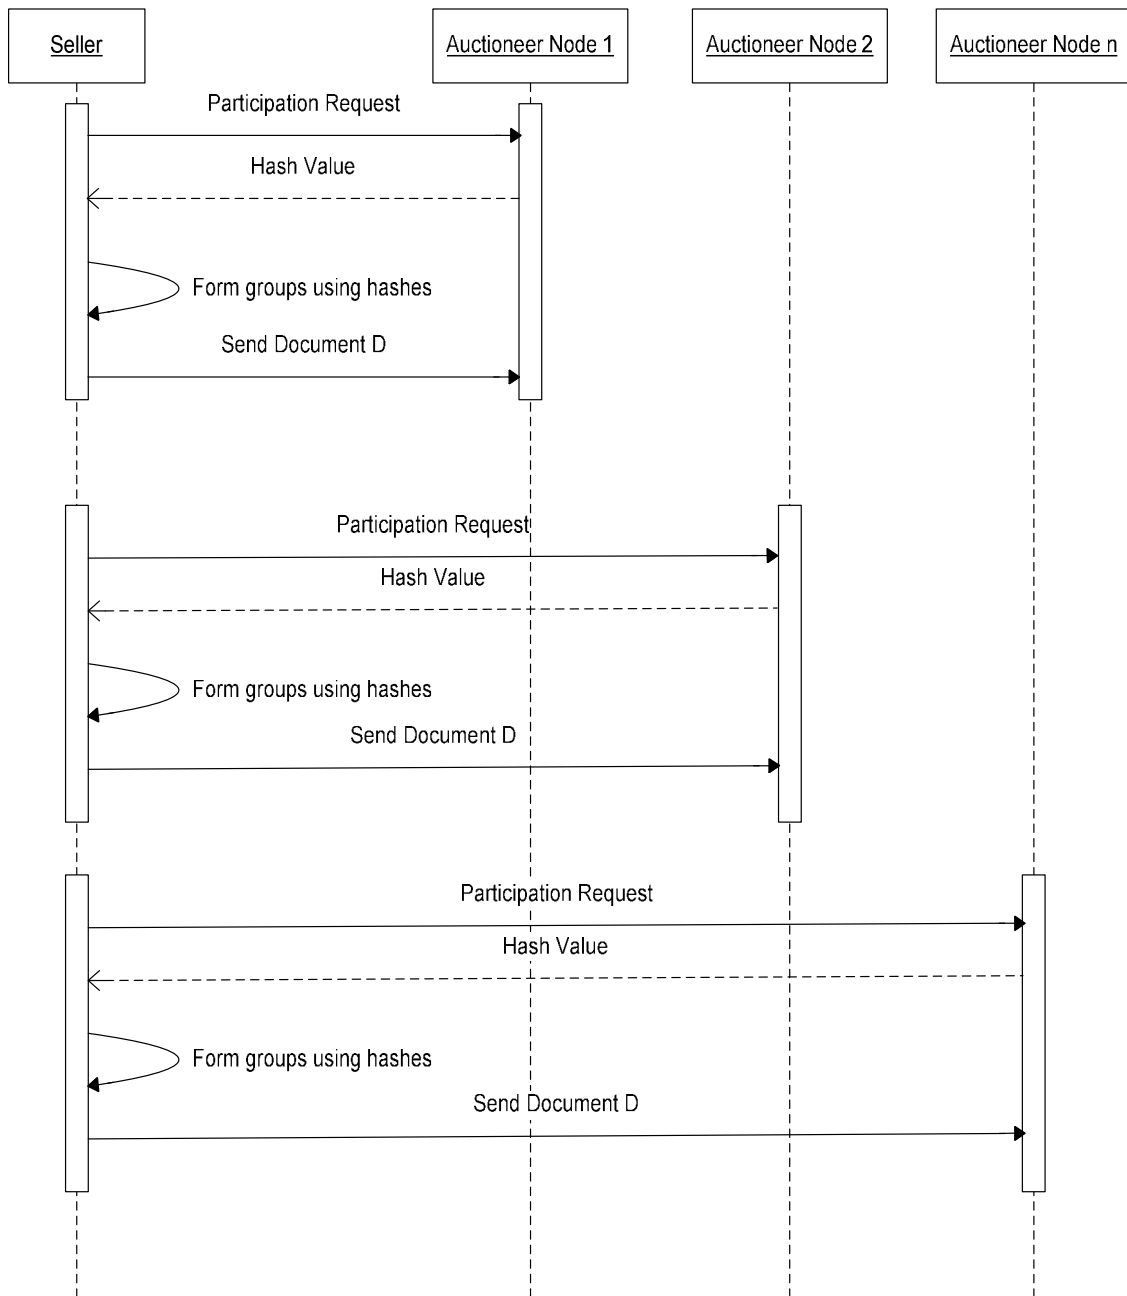 Seller
Auctioneer Node 1
Auctioneer Node 2
Auctioneer Node n
Participation Request
Hash Value
Form groups using hashes
Send Document D
Participation Request
Hash Value
Form groups using hashes
Send Document D
Participation Request
Hash Value
Form groups using hashes
Send Document D